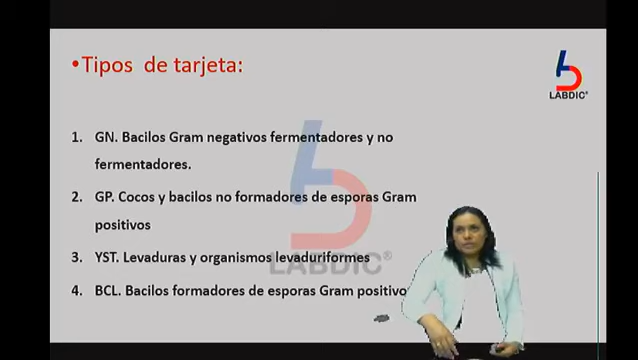 •Tipos de tarjeta:
LABDIC®
1. GN. Bacilos Gram negativos fermentadores y no
fermentadores.
2. GP. Cocos y bacilos no formadores de esporas Gram
positivos
3. YST. Levaduras y organismos levaduriformes
LABDIC®
4. BCL. Bacilos formadores de esporas Gram positivo